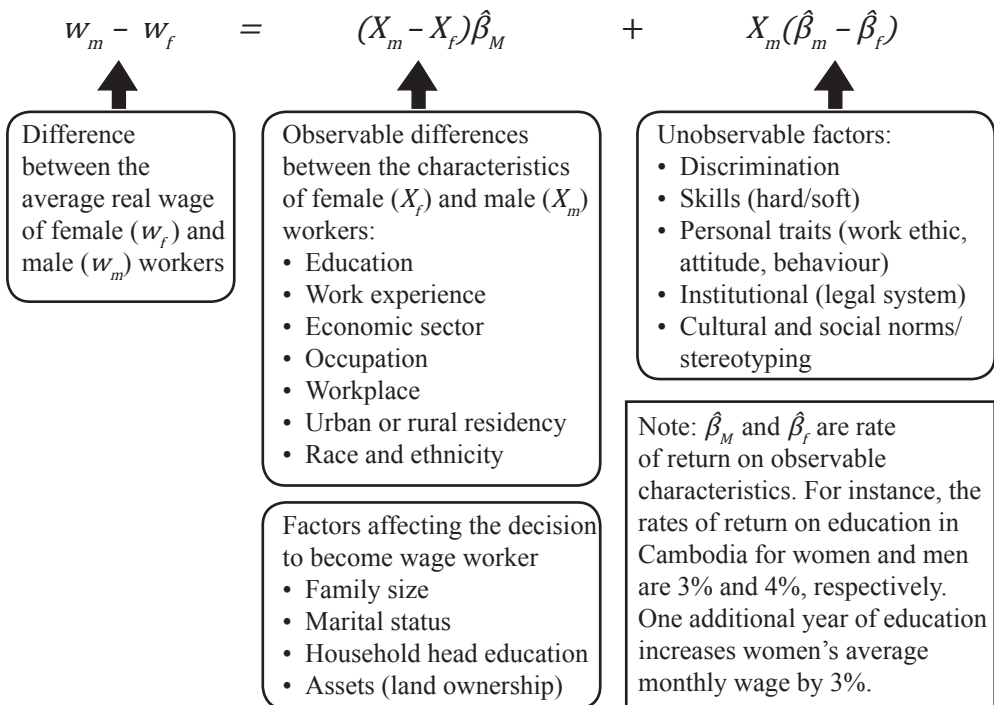 w_m – w_f = (X_m – X_f)β̂_M + X_m(β̂_m – β̂_f)
Difference
between the
average real wage
of female (w_f) and
male (w_m) workers
Observable differences
between the characteristics
of female (X_f) and male (X_m)
workers:
• Education
• Work experience
• Economic sector
• Occupation
• Workplace
• Urban or rural residency
• Race and ethnicity
Factors affecting the decision
to become wage worker
• Family size
• Marital status
• Household head education
• Assets (land ownership)
Unobservable factors:
• Discrimination
• Skills (hard/soft)
• Personal traits (work ethic,
attitude, behaviour)
• Institutional (legal system)
• Cultural and social norms/
stereotyping
Note: β̂_M and β̂_f are rate
of return on observable
characteristics. For instance, the
rates of return on education in
Cambodia for women and men
are 3% and 4%, respectively.
One additional year of education
increases women’s average
monthly wage by 3%.